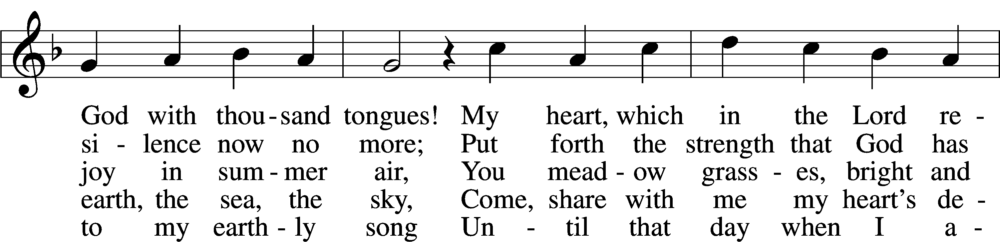 God with thou - sand tongues! My heart, which in the Lord re -
si - lence now no more; Put forth the strength that God has
joy in sum - mer air, You mead - ow grass - es, bright and
earth, the sea, the sky, Come, share with me my heart’s de -
to my earth - ly song Un - til that day when I a -